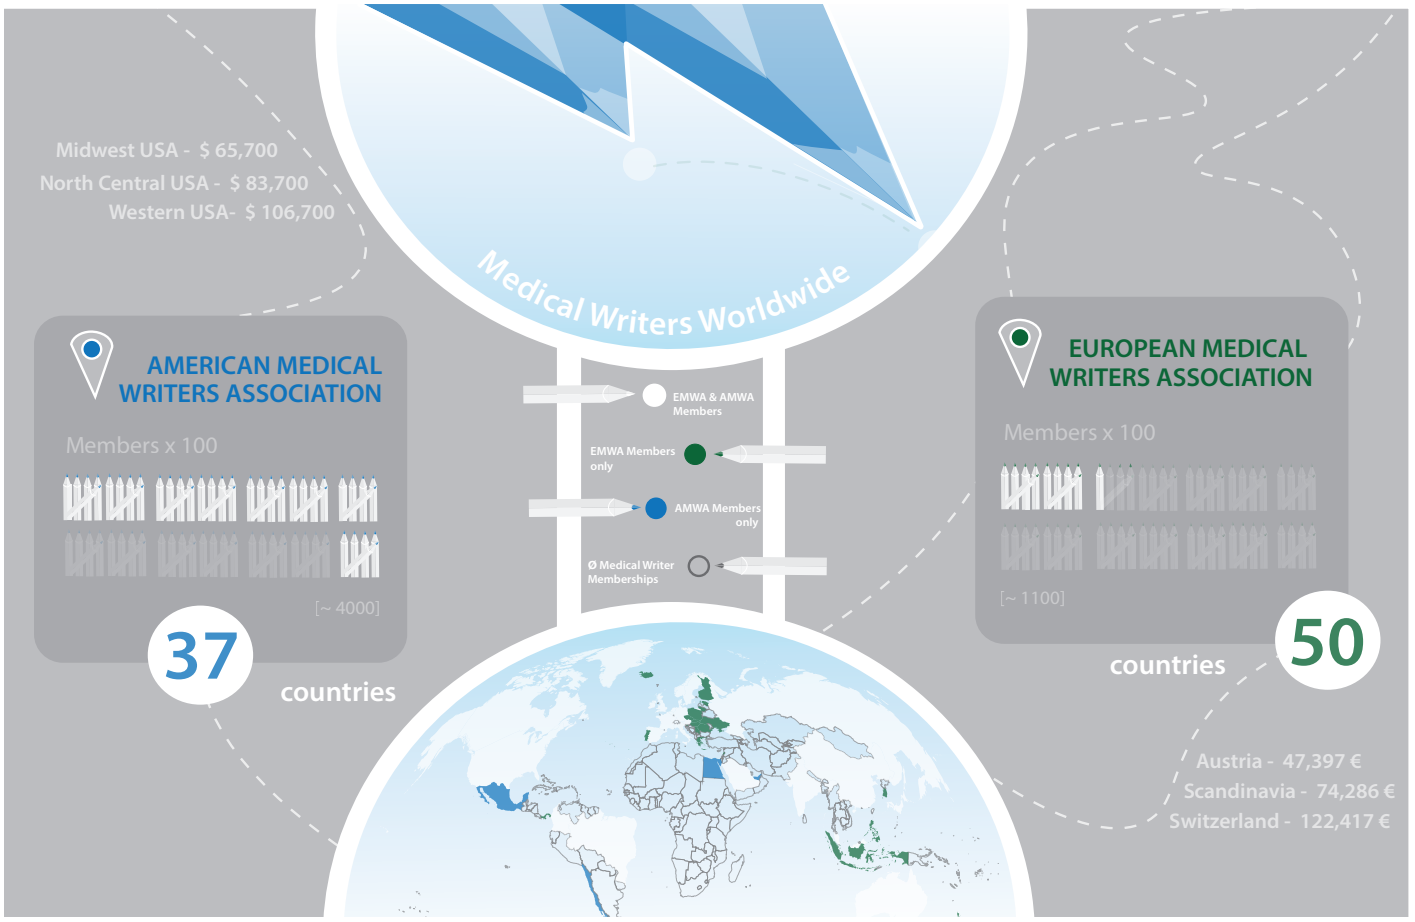 Midwest USA - $ 65,700
North Central USA - $ 83,700
Western USA- $ 106,700
Medical Writers Worldwide
AMERICAN MEDICAL
WRITERS ASSOCIATION
Members x 100
[~ 4000]
37
countries
EMWA & AMWA
Members
EMWA Members
only
AMWA Members
only
Ø Medical Writer
Memberships
EUROPEAN MEDICAL
WRITERS ASSOCIATION
Members x 100
[~ 1100]
50
countries
Austria - 47,397 €
Scandinavia - 74,286 €
Switzerland - 122,417 €